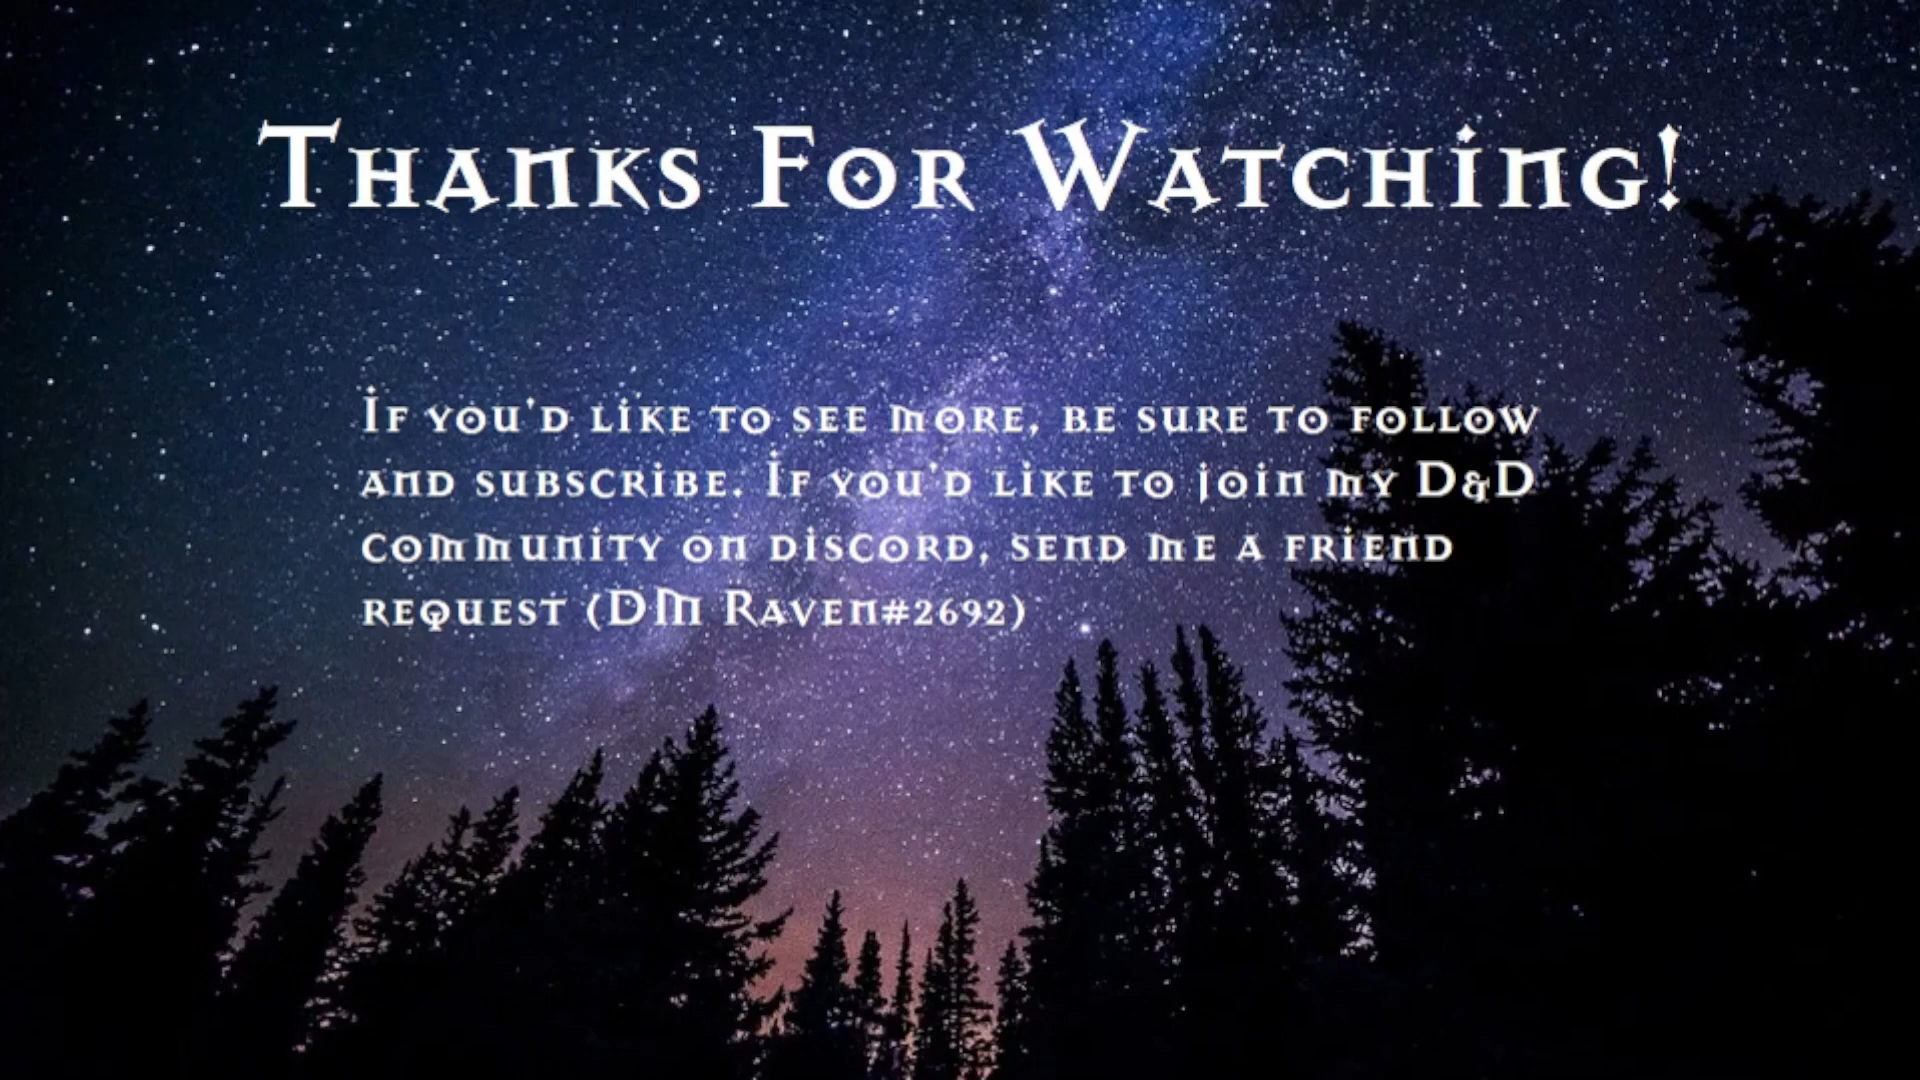 Thanks For Watching!
If you'd like to see more, be sure to follow
and subscribe. If you'd like to join my D&D
community on discord, send me a friend
request (DM Raven#2692)